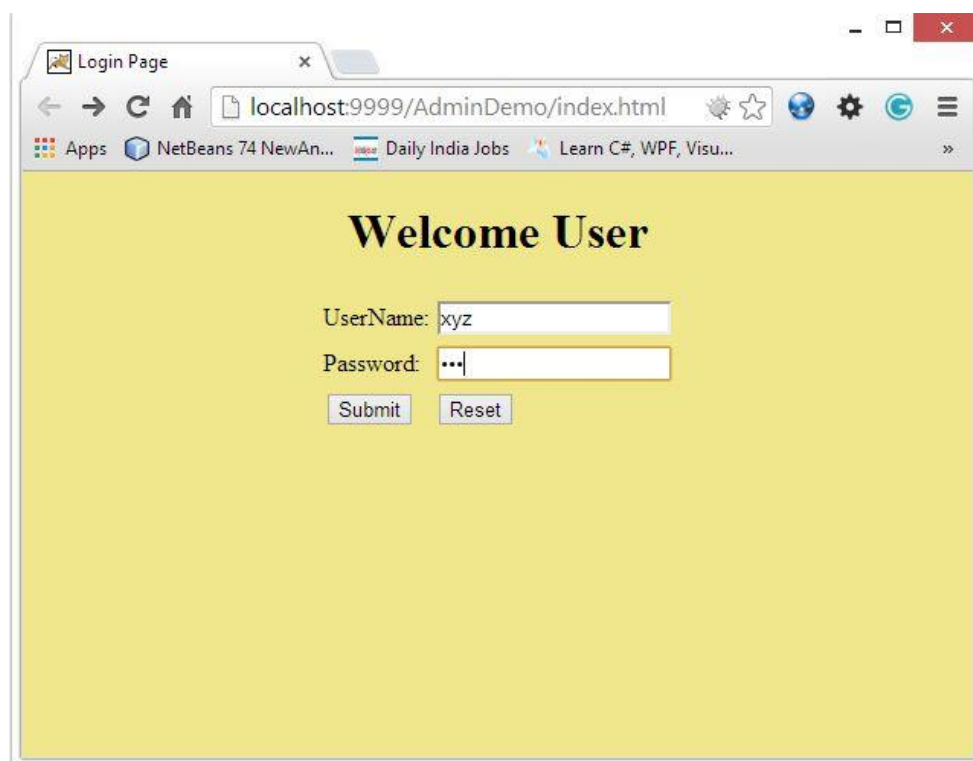 Login Page
localhost:9999/AdminDemo/index.html
Apps NetBeans 74 NewAn... Daily India Jobs Learn C#, WPF, Visu... »
Welcome User
UserName: xyz
Password: •••
Submit Reset